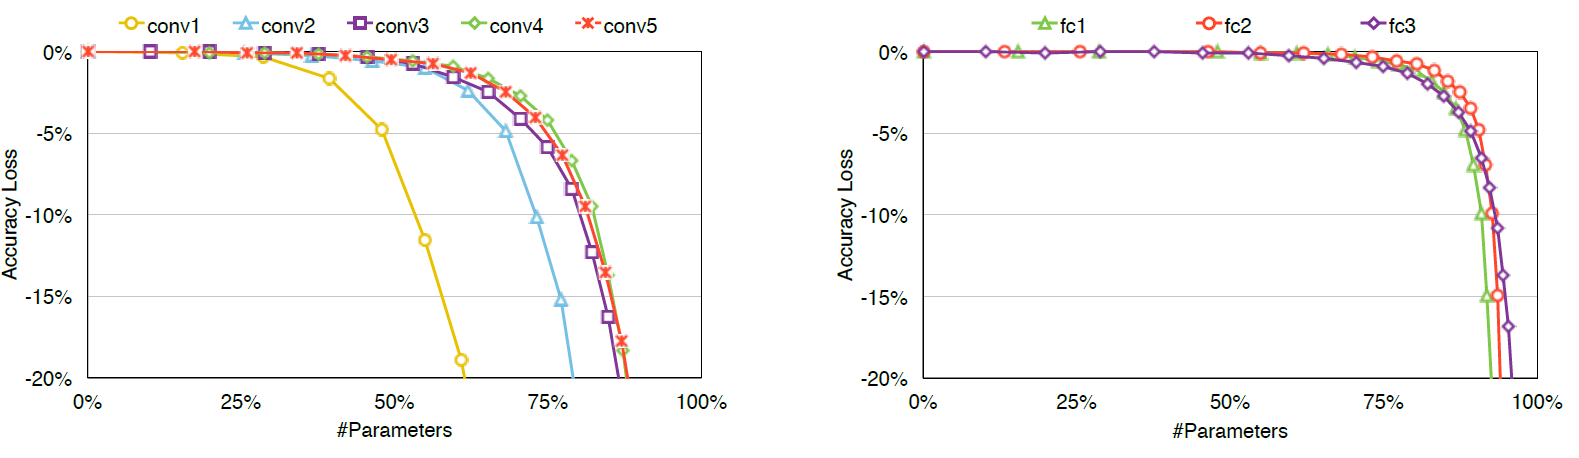 conv1 conv2 conv3 conv4 conv5
0%
-5%
-10%
-15%
-20%
Accuracy Loss
0% 25% 50% 75% 100%
#Parameters
fc1 fc2 fc3
0%
-5%
-10%
-15%
-20%
Accuracy Loss
0% 25% 50% 75% 100%
#Parameters